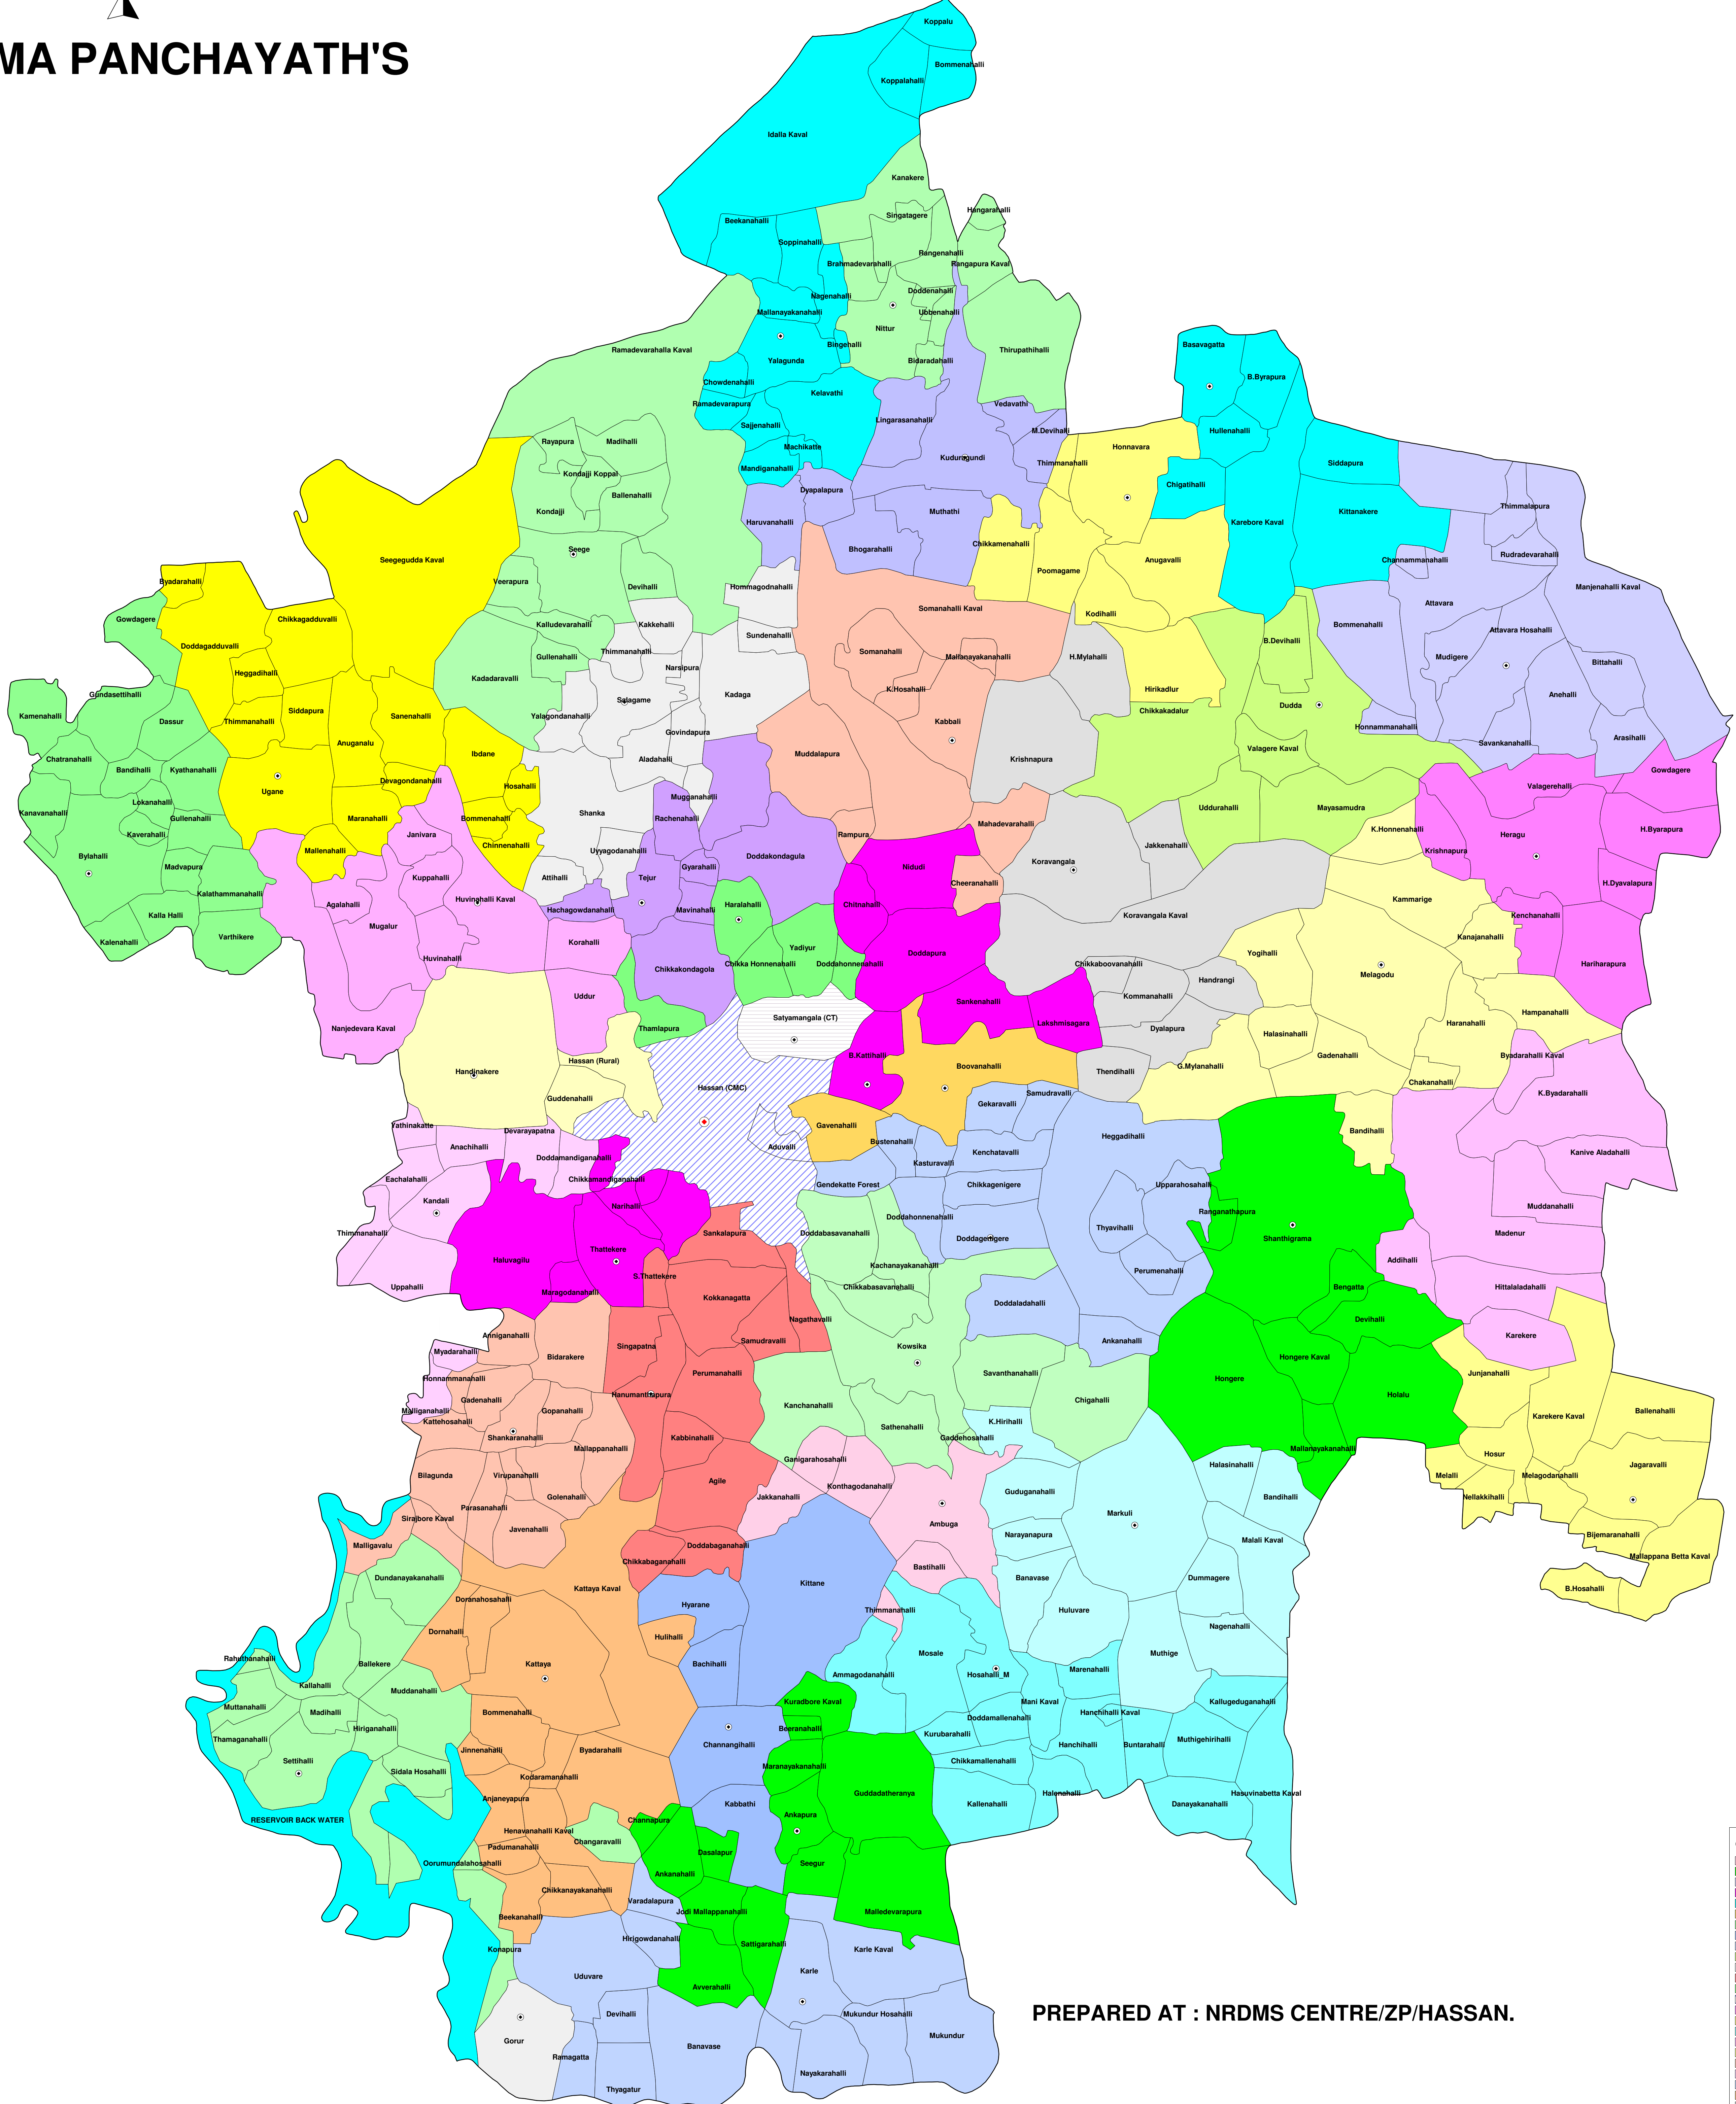 MA PANCHAYATH'S
Koppalu
Bommenahalli
Koppalahalli
Idalla Kaval
Kanakere
Hangarahalli
Singatagere
Beekanahalli
Soppinahalli
Rangenahalli
Brahmadevarahalli
Rangapura Kaval
Doddenahalli
Nagenahalli
Mallanayakanahalli
Ubbenahalli
Nittur
Bingehalli
Basavagatta
Ramadevarahalla Kaval
Thirupathihalli
Yalagunda
Bidaradahalli
B.Byrapura
Chowdenahalli
Kelavathi
Ramadevarapura
Vedavathi
Lingarasanahalli
Sajjenahalli
M.Devihalli
Hullenahalli
Rayapura
Madihalli
Machikatte
Honnavara
Kuduragundi
Thimmanahalli
Siddapura
Mandiganahalli
Kondajji Koppal
Chigatihalli
Dyapalapura
Ballenahalli
Thimmalapura
Kondajji
Muthathi
Kittanakere
Haruvanahalli
Karebore Kaval
Chikkamenahalli
Seege
Bhogarahalli
Rudradevarahalli
Seegegudda Kaval
Anugavalli
Channammanahalli
Poomagame
Byadarahalli
Veerapura
Devihalli
Hommagodnahalli
Manjenahalli Kaval
Attavara
Somanahalli Kaval
Kodihalli
Gowdagere
Chikkagadduvalli
Kalludevarahalli
Kakkehalli
Bommenahalli
Attavara Hosahalli
Sundenahalli
B.Devihalli
Doddagadduvalli
Thimmanahalli
Somanahalli
Gullenahalli
Mallanayakanahalli
H.Mylahalli
Mudigere
Bittahalli
Narsipura
Heggadihalli
Kadadaravalli
K.Hosahalli
Hirikadlur
Gundasettihalli
Salagame
Kadaga
Anehalli
Dudda
Siddapura
Chikkakadalur
Kamenahalli
Sanenahalli
Yalagondanahalli
Dassur
Thimmanahalli
Kabbali
Honnammanahalli
Govindapura
Arasihalli
Anuganalu
Savankanahalli
Valagere Kaval
Ibdane
Muddalapura
Chatranahalli
Aladahalli
Krishnapura
Bandihalli
Kyathanahalli
Gowdagere
Devagondanahalli
Hosahalli
Valagerehalli
Ugane
Mugganahalli
Lokanahalli
Uddurahalli
Mayasamudra
Kanavanahalli
Shanka
Gullenahalli
Maranahalli
Bommenahalli
Rachenahalli
Mahadevarahalli
K.Honnenahalli
H.Byarapura
Kaverahalli
Janivara
Rampura
Heragu
Chinnenahalli
Jakkenahalli
Mallenahalli
Uyyagodanahalli
Krishnapura
Bylahalli
Doddakondagula
Koravangala
Madvapura
Gyarahalli
Nidudi
Kuppahalli
Attihalli
Tejur
Cheeranahalli
H.Dyavalapura
Kalathammanahalli
Huvinahalli Kaval
Kammarige
Agalahalli
Haralahalli
Chitnahalli
Hachagowdanahalli
Mavinahalli
Kalla Halli
Koravangala Kaval
Kenchanahalli
Mugalur
Varthikere
Kanajanahalli
Kalenahalli
Korahalli
Yadiyur
Doddapura
Yogihalli
Huvinahalli
Chikka Honnenahalli
Doddahonnenahalli
Chikkaboovanahalli
Hariharapura
Chikkakondagola
Melagodu
Handrangi
Uddur
Kommanahalli
Sankenahalli
Hampanahalli
Satyamangala (CT)
Lakshmisagara
Haranahalli
Nanjedevara Kaval
Thamlapura
Dyalapura
Halasinahalli
B.Kattihalli
Gadenahalli
Byadarahalli Kaval
Hassan (Rural)
Boovanahalli
G.Mylanahalli
Handinakere
Thendihalli
Chakanahalli
Hassan (CMC)
Samudravalli
K.Byadarahalli
Guddenahalli
Gekaravalli
Yathinakatte
Gavenahalli
Devarayapatna
Bandihalli
Heggadihalli
Bustenahalli
Anachihalli
Aduvalli
Kenchatavalli
Kanive Aladahalli
Doddamandiganahalli
Kasturavalli
Eachalahalli
Chikkamandiganahalli
Gendekatte Forest
Chikkagenigere
Upparahosahalli
Kandali
Narihalli
Muddanahalli
Ranganathapura
Doddahonnenahalli
Thyavihalli
Thimmanahalli
Sankalapura
Doddabasavanahalli
Madenur
Doddagenigere
Shanthigrama
Thattekere
Haluvagilu
Addihalli
Kachanayakanahalli
Perumenahalli
S.Thattekere
Uppahalli
Chikkabasavanahalli
Bengatta
Hittaladahalli
Maragodanahalli
Kokkanagatta
Doddaladahalli
Nagathavalli
Devihalli
Anniganahalli
Samudravalli
Ankanahalli
Karekere
Singapatna
Kowsika
Myadarahalli
Bidarakere
Hongere Kaval
Perumanahalli
Savanthanahalli
Junjanahalli
Honnammanahalli
Hongere
Hanumanthapura
Holalu
Gadenahalli
Chigahalli
Kanchanahalli
Malliganahalli
Gopanahalli
Ballenahalli
Kattehosahalli
K.Hirihalli
Karekere Kaval
Sathenahalli
Shankaranahalli
Kabbinahalli
Gaddehosahalli
Mallappanahalli
Mallanayakanahalli
Hosur
Ganigarahosahalli
Halasinahalli
Jagaravalli
Bilagunda
Virupanahalli
Melalli
Melagodanahalli
Agile
Konthagodanahalli
Guduganahalli
Golenahalli
Jakkanahalli
Bandihalli
Nellakkihalli
Parasanahalli
Markuli
Sirajbore Kaval
Ambuga
Javenahalli
Narayanapura
Bijemaranahalli
Malligavalu
Doddabaganahalli
Malali Kaval
Chikkabaganahalli
Mallappana Betta Kaval
Bastihalli
Dundanayakanahalli
Banavase
Dummagere
Kittane
Kattaya Kaval
B.Hosahalli
Doranahosahalli
Hyarane
Thimmanahalli
Huluvare
Dornahalli
Nagenahalli
Hulihalli
Mosale
Muthige
Rahuthanahalli
Ballekere
Kattaya
Bachihalli
Marenahalli
Ammagodanahalli
Hosahalli_M
Kallahalli
Muddanahalli
Kuradbore Kaval
Mani Kaval
Kallugeduganahalli
Muttanahalli
Madihalli
Bommenahalli
Hanchihalli Kaval
Doddamallenahalli
Hiriganahalli
Beeranahalli
Kurubarahalli
Thamaganahalli
Muthigehirihalli
Channangihalli
Hanchihalli
Buntarahalli
Jinnenahalli
Byadarahalli
Settihalli
Chikkamallenahalli
Maranayakanahalli
Sidala Hosahalli
Kodaramanahalli
Guddadatheranya
Halenahalli
Hasuvinabetta Kaval
Anjaneyapura
Kabbathi
Kallenahalli
Danayakanahalli
Ankapura
RESERVOIR BACK WATER
Channapura
Henavanahalli Kaval
Changaravalli
Padumanahalli
Dasalapur
Oorumundalahosahalli
Seegur
Ankanahalli
Chikkanayakanahalli
Varadalapura
Jodi Mallappanahalli
Malledevarapura
Beekanahalli
Hirigowdanahalli
Sattigarahalli
Konapura
Karle Kaval
Karle
Uduvare
Avverahalli
PREPARED AT : NRDMS CENTRE/ZP/HASSAN.
Devihalli
Mukundur Hosahalli
Mukundur
Gorur
Banavase
Ramagatta
Nayakarahalli
Thyagatur